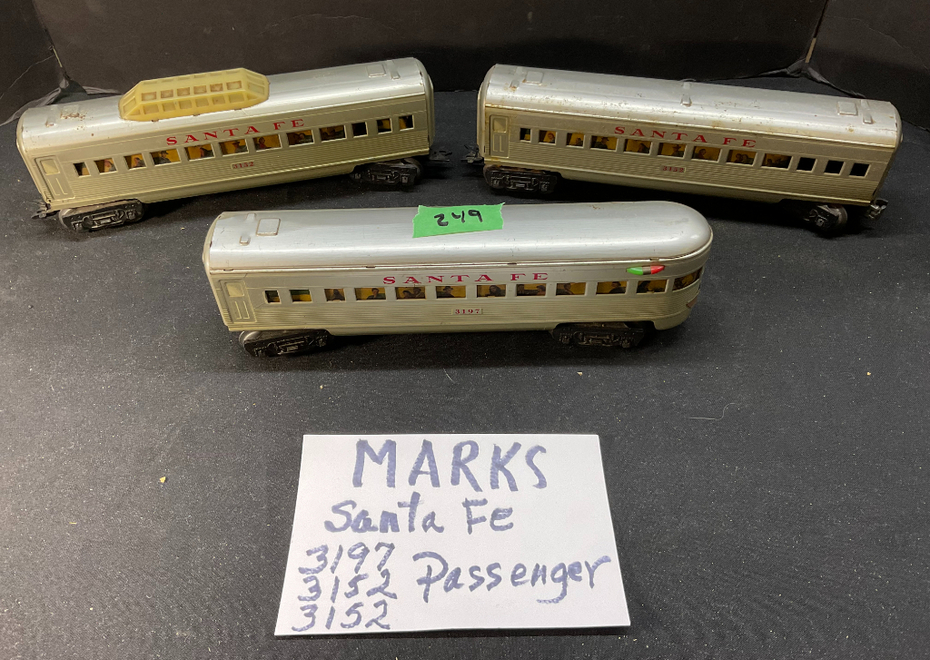 SANTA FE
3152
SANTA FE
249
SANTA FE
3197
MARKS
Santa Fe
3197
3152 Passenger
3152